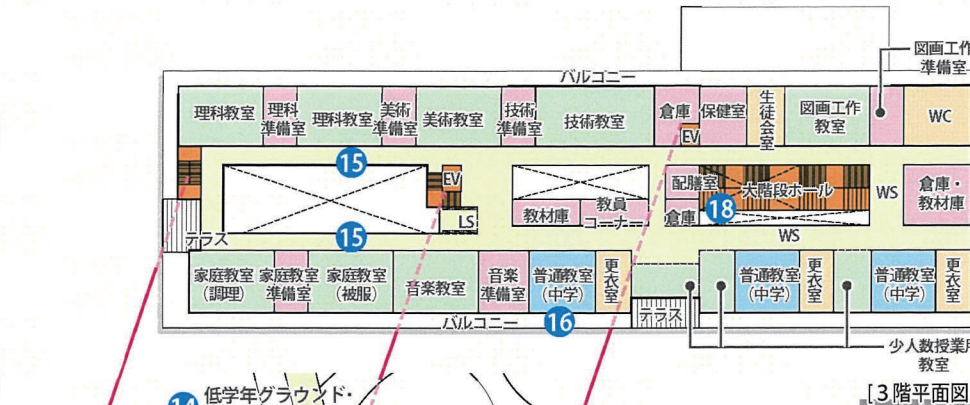 図画工作
準備室
バルコニー
理科教室
理科
準備室
理科教室
美術
準備室
美術教室
技術
準備室
技術教室
倉庫
保健室
生徒会室
図画工作
教室
WC
EV
15
EV
LS
教材庫
教員
コーナー
配膳室
倉庫
18
大階段ホール
WS
倉庫・
教材庫
WS
テラス
15
家庭教室
(調理)
家庭教室
準備室
家庭教室
(被服)
音楽教室
音楽
準備室
普通教室
(中学)
更衣室
普通教室
(中学)
更衣室
普通教室
(中学)
更衣室
バルコニー
16
テラス
少人数授業用
教室
[3階平面図
14 低学年グラウンド・